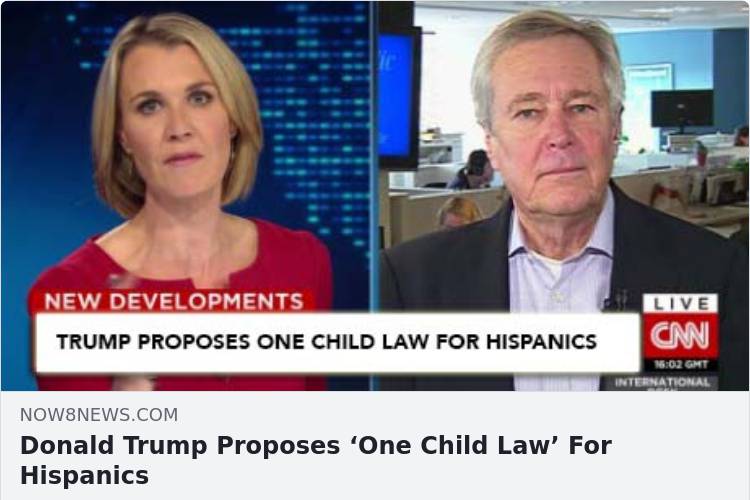 NEW DEVELOPMENTS
TRUMP PROPOSES ONE CHILD LAW FOR HISPANICS
LIVE
CNN
16:02 GMT
INTERNATIONAL
NOW8NEWS.COM
Donald Trump Proposes ‘One Child Law’ For
Hispanics